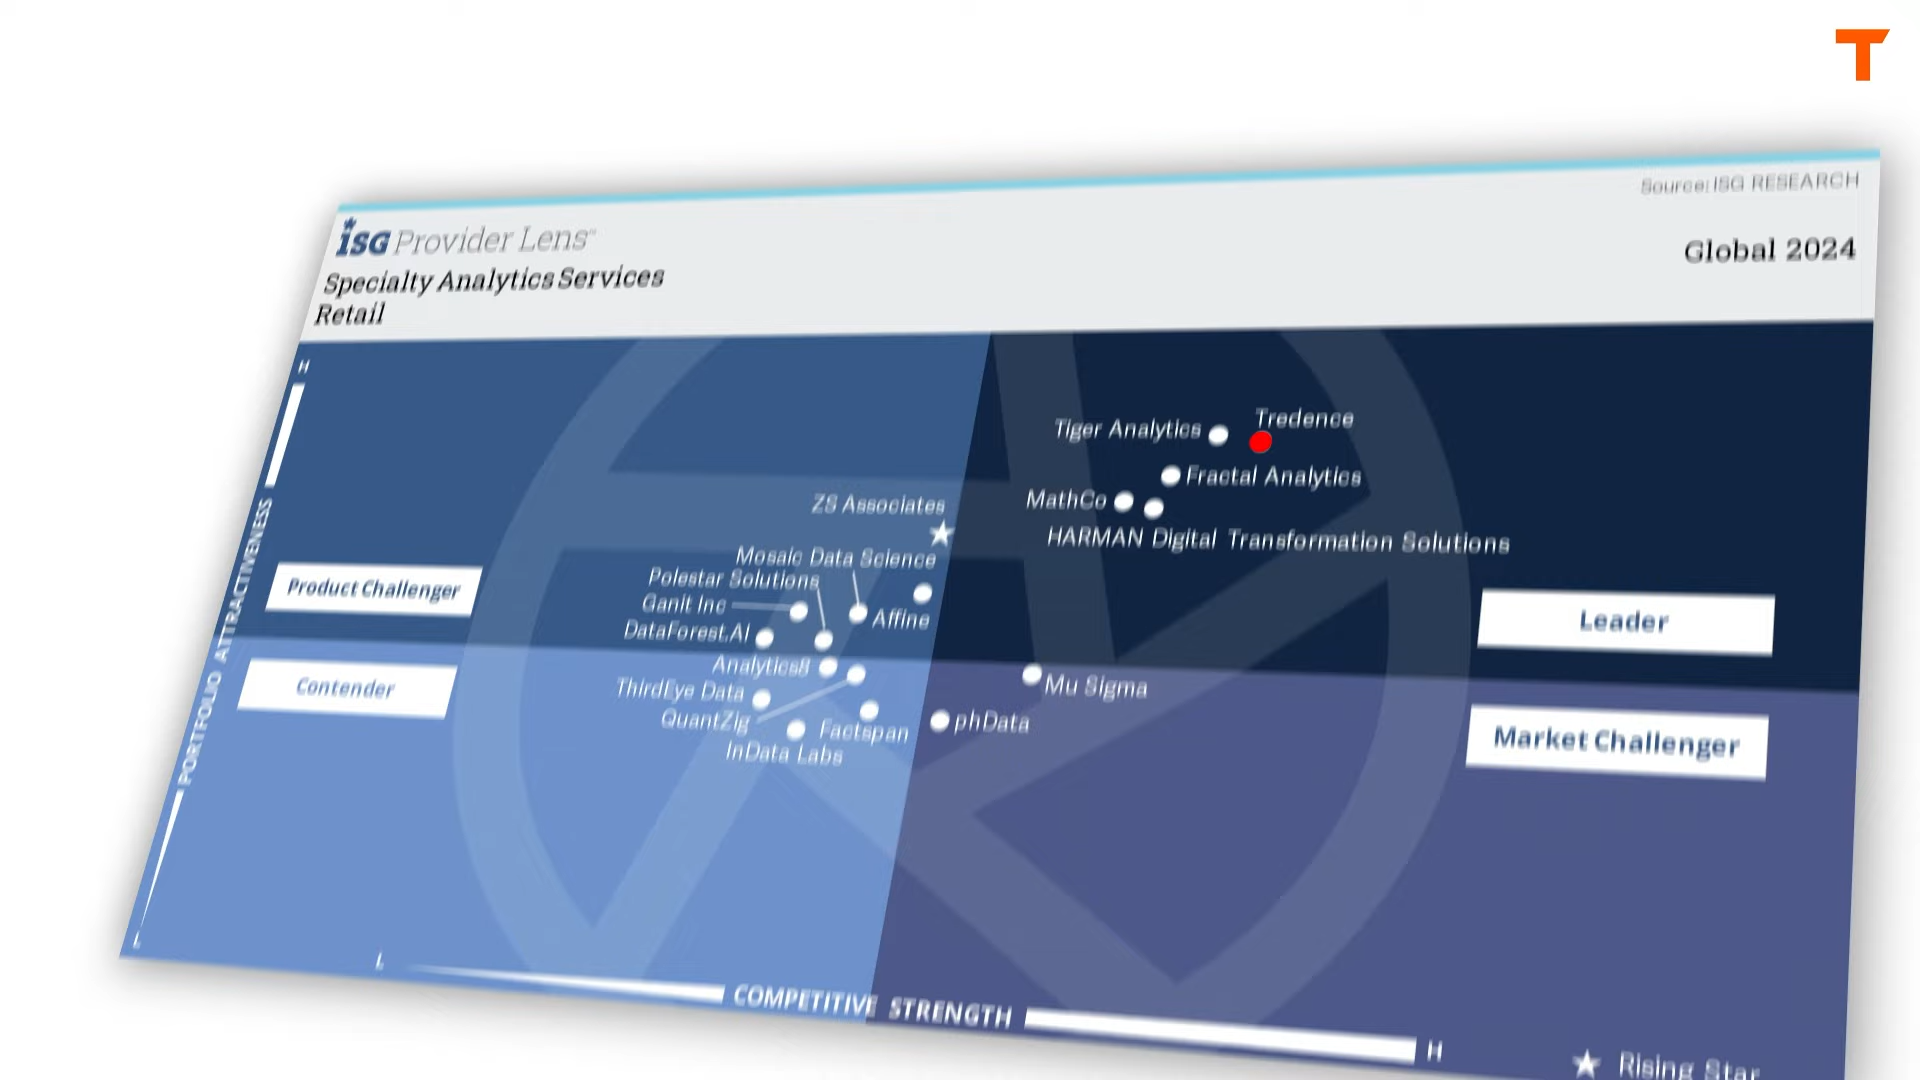 T
Source: ISG RESEARCH
ISG Provider Lens™
Global 2024
Specialty Analytics Services
Retail
H
Tredence
Tiger Analytics
Fractal Analytics
MathCo
ZS Associates
HARMAN Digital Transformation Solutions
Mosaic Data Science
Polestar Solutions
Ganit Inc
Affine
DataForest.AI
Product Challenger
Leader
PORTFOLIO ATTRACTIVENESS
Analytics8
Contender
ThirdEye Data
Mu Sigma
QuantZig
Factspan
phData
InData Labs
Market Challenger
L
L
COMPETITIVE STRENGTH
H
Rising Star